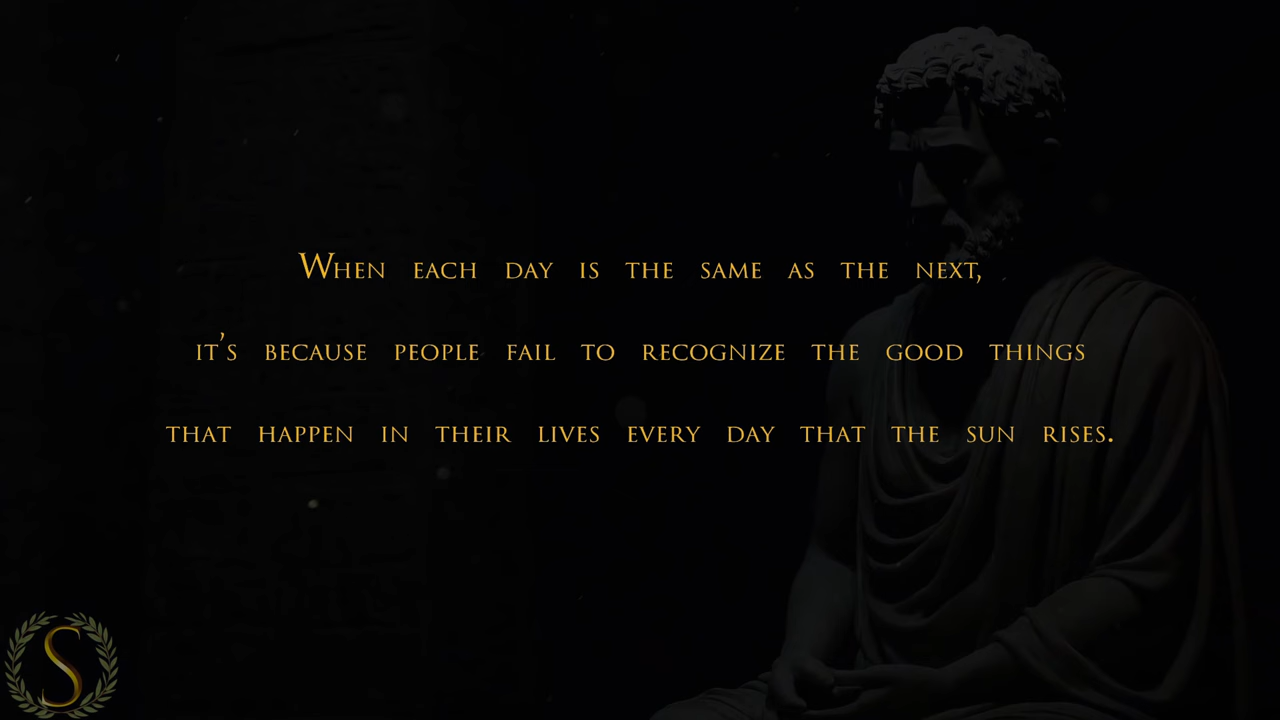 When each day is the same as the next,
it's because people fail to recognize the good things
that happen in their lives every day that the sun rises.
S